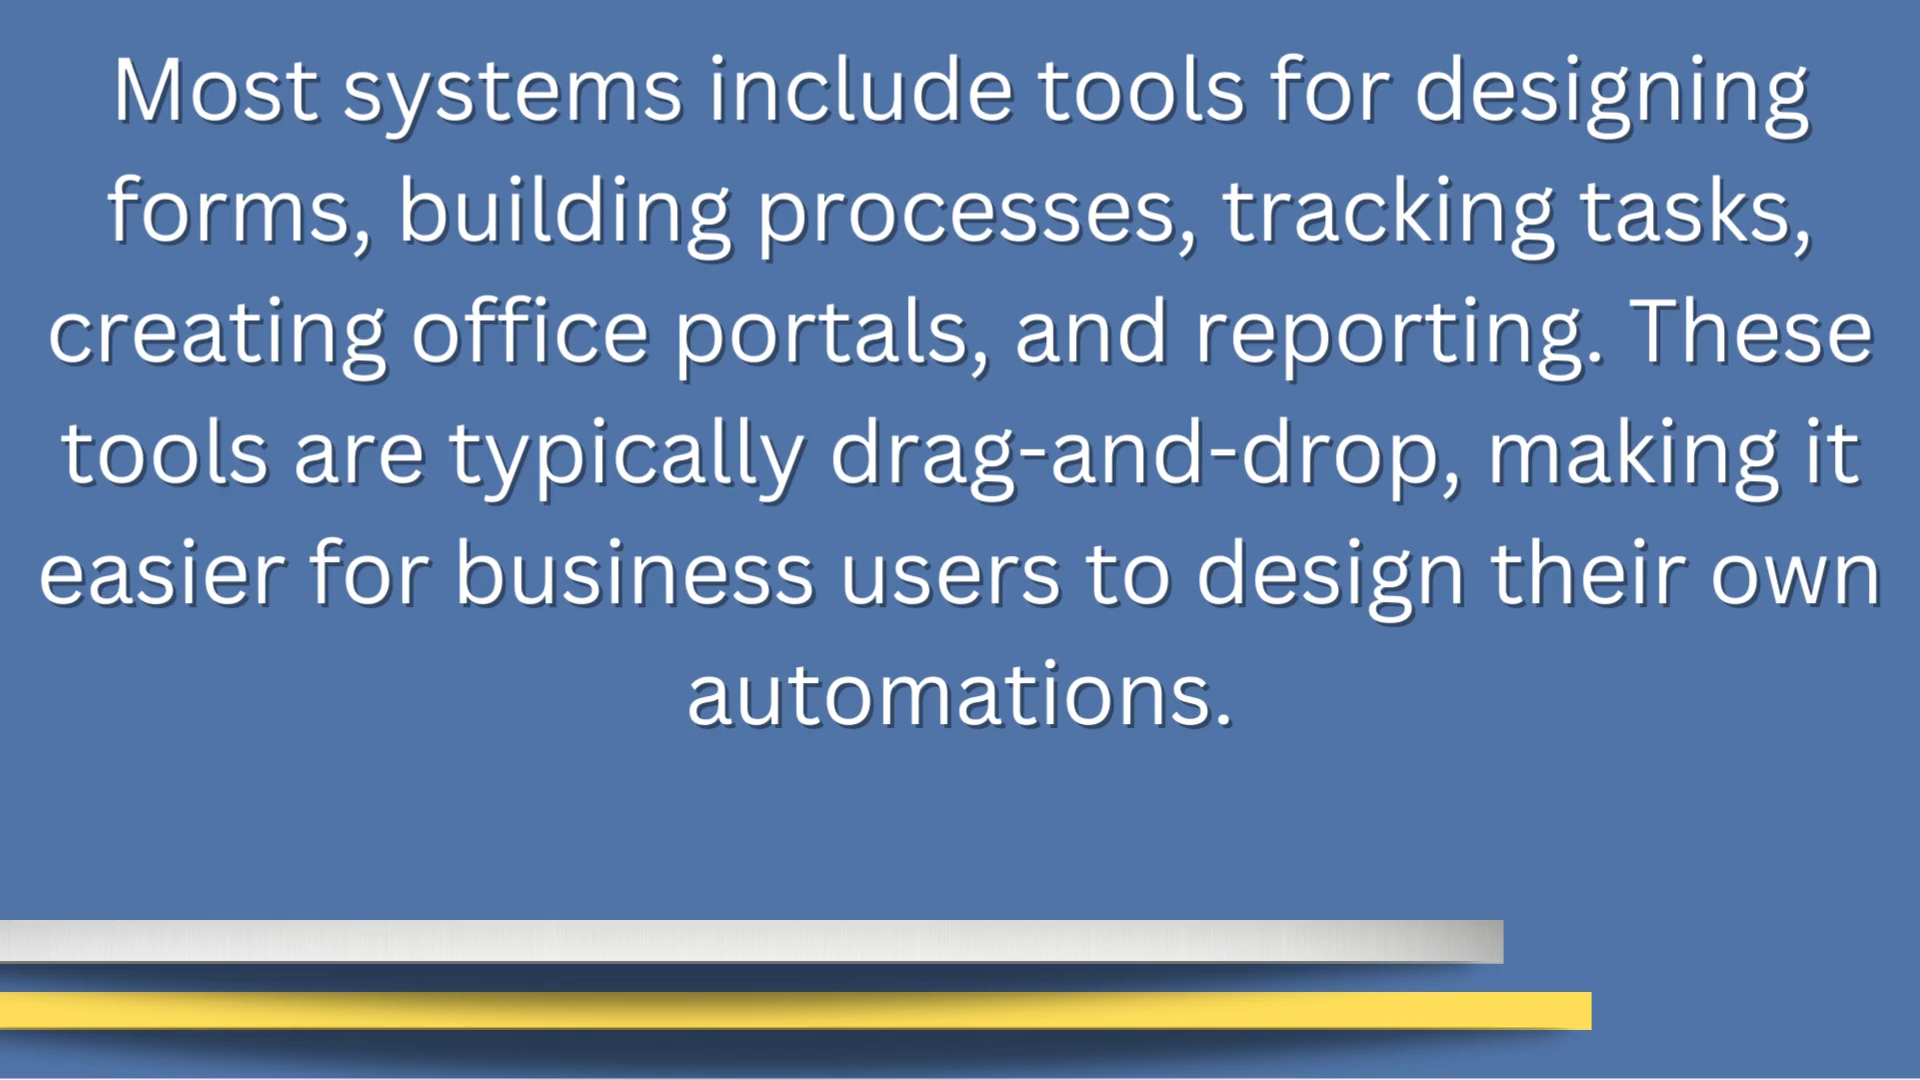 Most systems include tools for designing
forms, building processes, tracking tasks,
creating office portals, and reporting. These
tools are typically drag-and-drop, making it
easier for business users to design their own
automations.